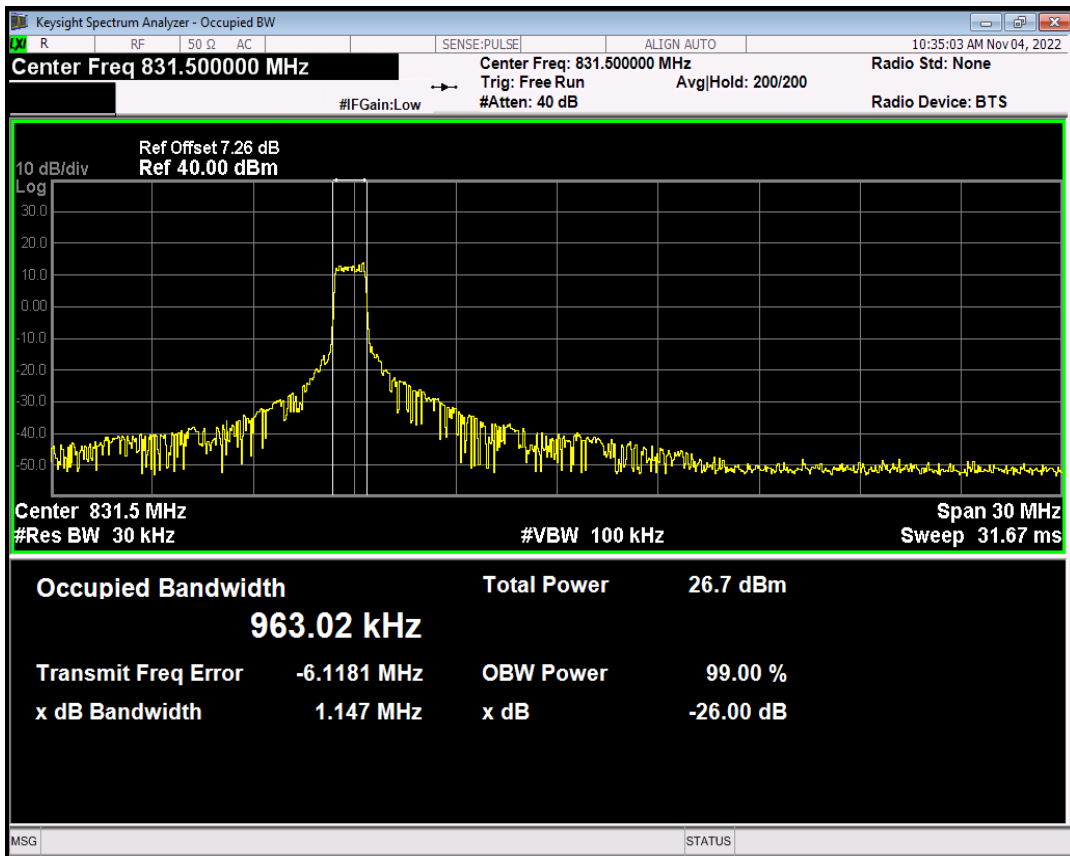 Keysight Spectrum Analyzer - Occupied BW
LXI R RF 50 Ω AC SENSE:PULSE ALIGN AUTO 10:35:03 AM Nov 04, 2022
Center Freq 831.500000 MHz Center Freq: 831.500000 MHz Radio Std: None
Trig: Free Run Avg|Hold: 200/200
#IFGain:Low #Atten: 40 dB Radio Device: BTS
Ref Offset 7.26 dB
10 dB/div Ref 40.00 dBm
Log
30.0
20.0
10.0
0.00
-10.0
-20.0
-30.0
-40.0
-50.0
Center 831.5 MHz Span 30 MHz
#Res BW 30 kHz #VBW 100 kHz Sweep 31.67 ms
Occupied Bandwidth Total Power 26.7 dBm
963.02 kHz
Transmit Freq Error -6.1181 MHz OBW Power 99.00 %
x dB Bandwidth 1.147 MHz x dB -26.00 dB
MSG STATUS